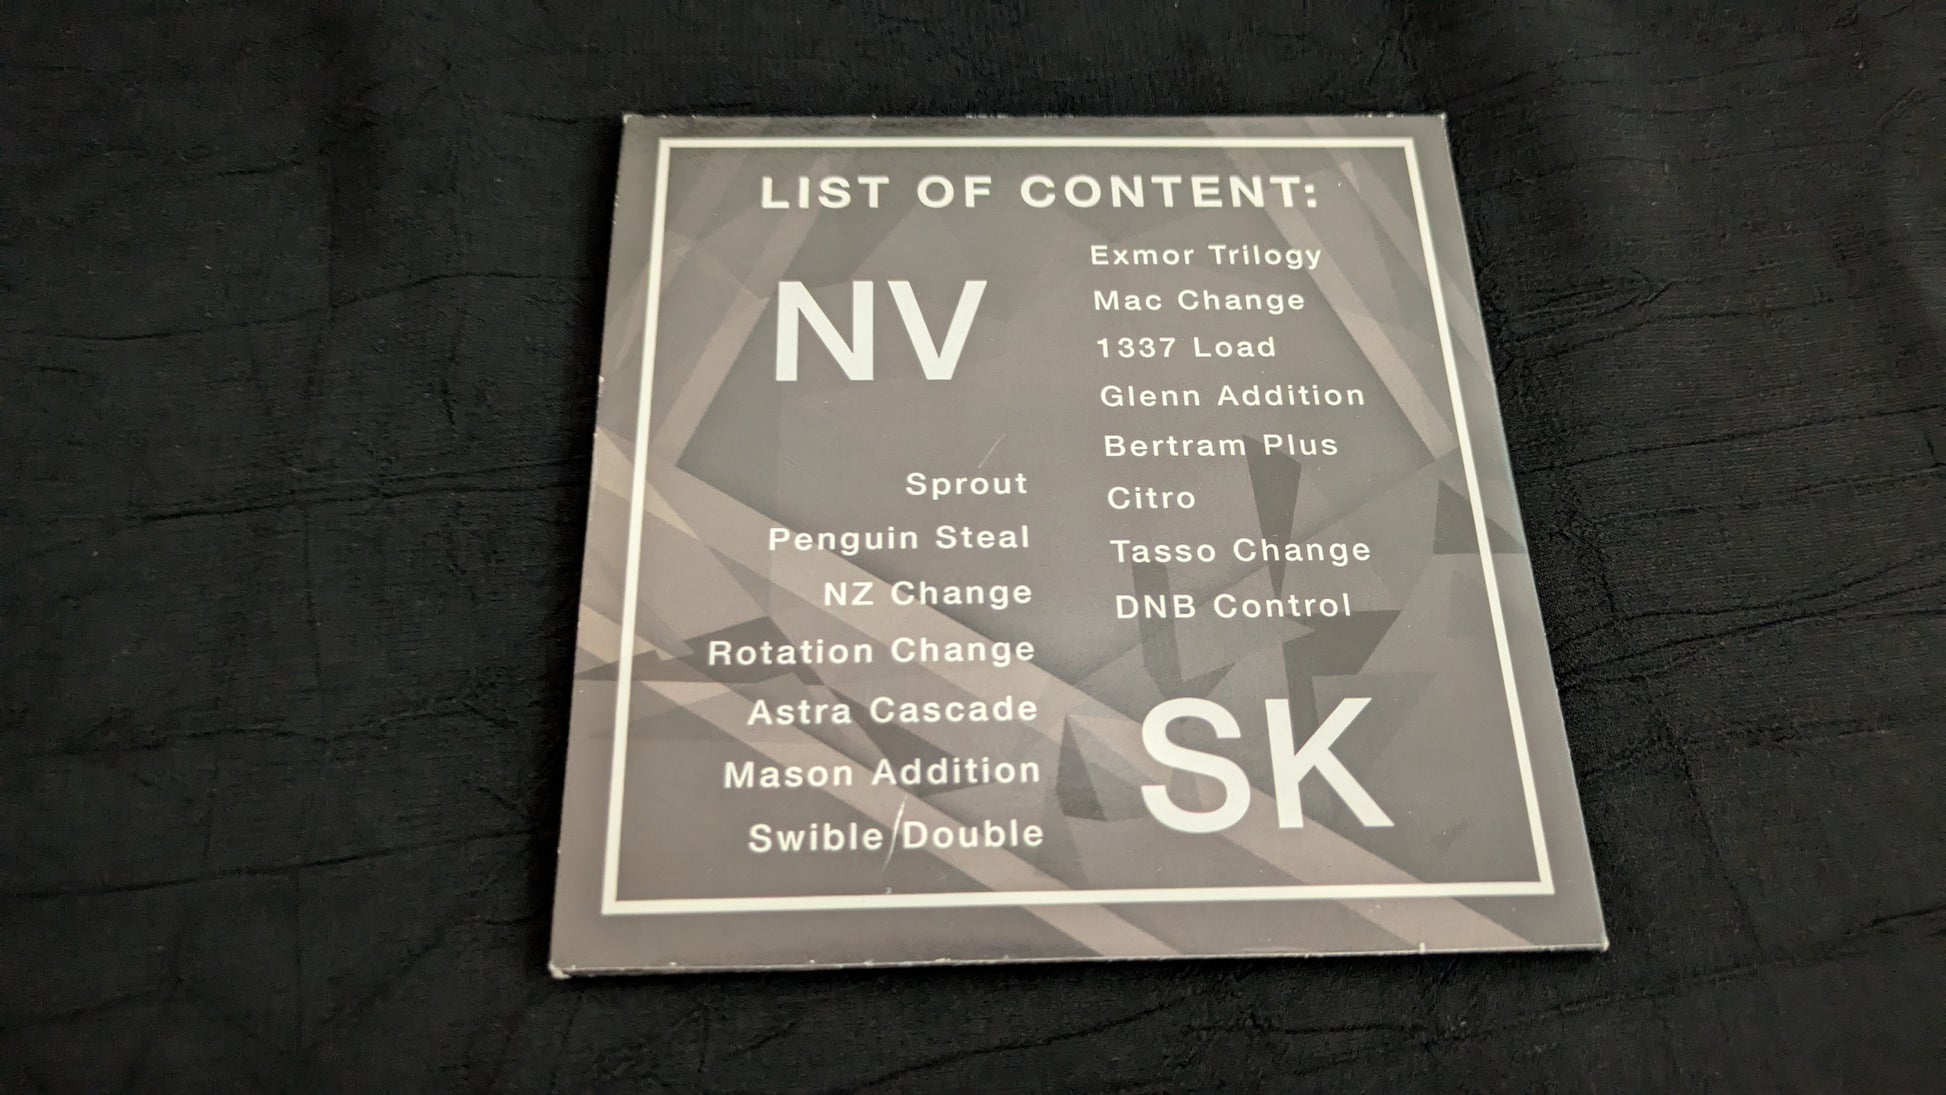 LIST OF CONTENT:
NV
Exmor Trilogy
Mac Change
1337 Load
Glenn Addition
Bertram Plus
Citro
Tasso Change
DNB Control
Sprout
Penguin Steal
NZ Change
Rotation Change
Astra Cascade
Mason Addition
Swible Double
SK